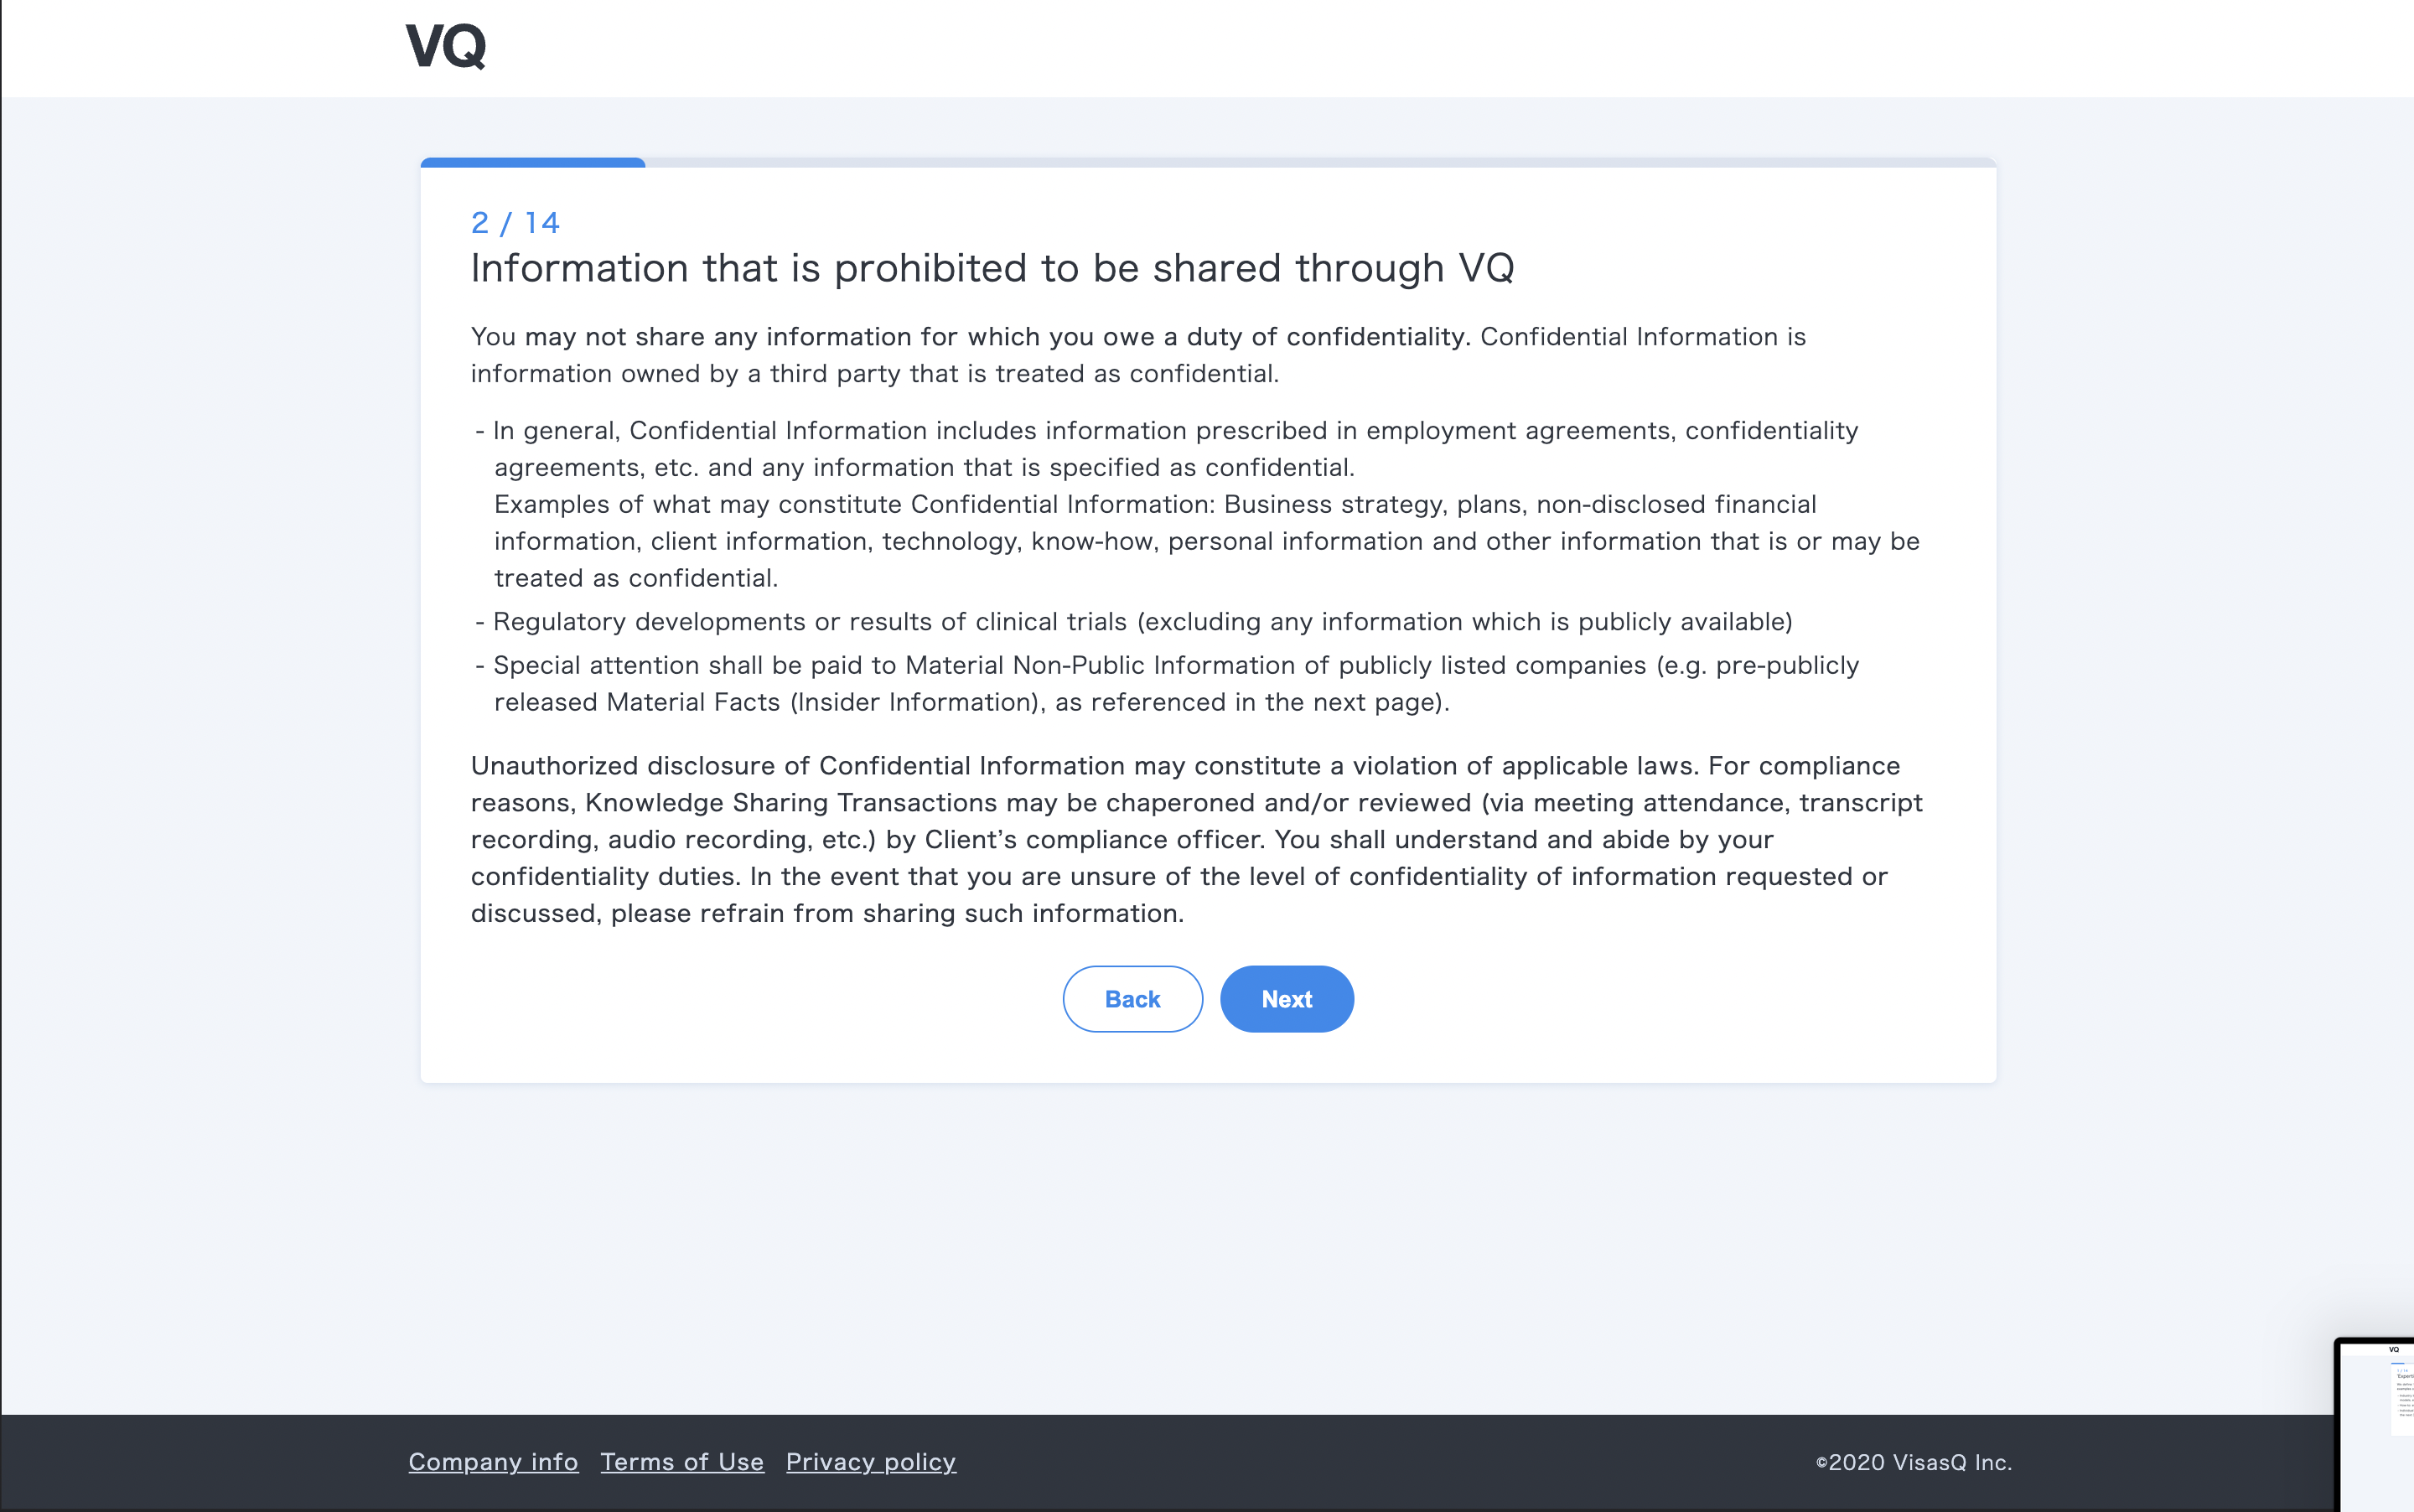 VQ
2 / 14
Information that is prohibited to be shared through VQ
You may not share any information for which you owe a duty of confidentiality. Confidential Information is
information owned by a third party that is treated as confidential.
- In general, Confidential Information includes information prescribed in employment agreements, confidentiality
agreements, etc. and any information that is specified as confidential.
Examples of what may constitute Confidential Information: Business strategy, plans, non-disclosed financial
information, client information, technology, know-how, personal information and other information that is or may be
treated as confidential.
- Regulatory developments or results of clinical trials (excluding any information which is publicly available)
- Special attention shall be paid to Material Non-Public Information of publicly listed companies (e.g. pre-publicly
released Material Facts (Insider Information), as referenced in the next page).
Unauthorized disclosure of Confidential Information may constitute a violation of applicable laws. For compliance
reasons, Knowledge Sharing Transactions may be chaperoned and/or reviewed (via meeting attendance, transcript
recording, audio recording, etc.) by Client’s compliance officer. You shall understand and abide by your
confidentiality duties. In the event that you are unsure of the level of confidentiality of information requested or
discussed, please refrain from sharing such information.
Back Next
VQ
Company info Terms of Use Privacy policy ©2020 VisasQ Inc.